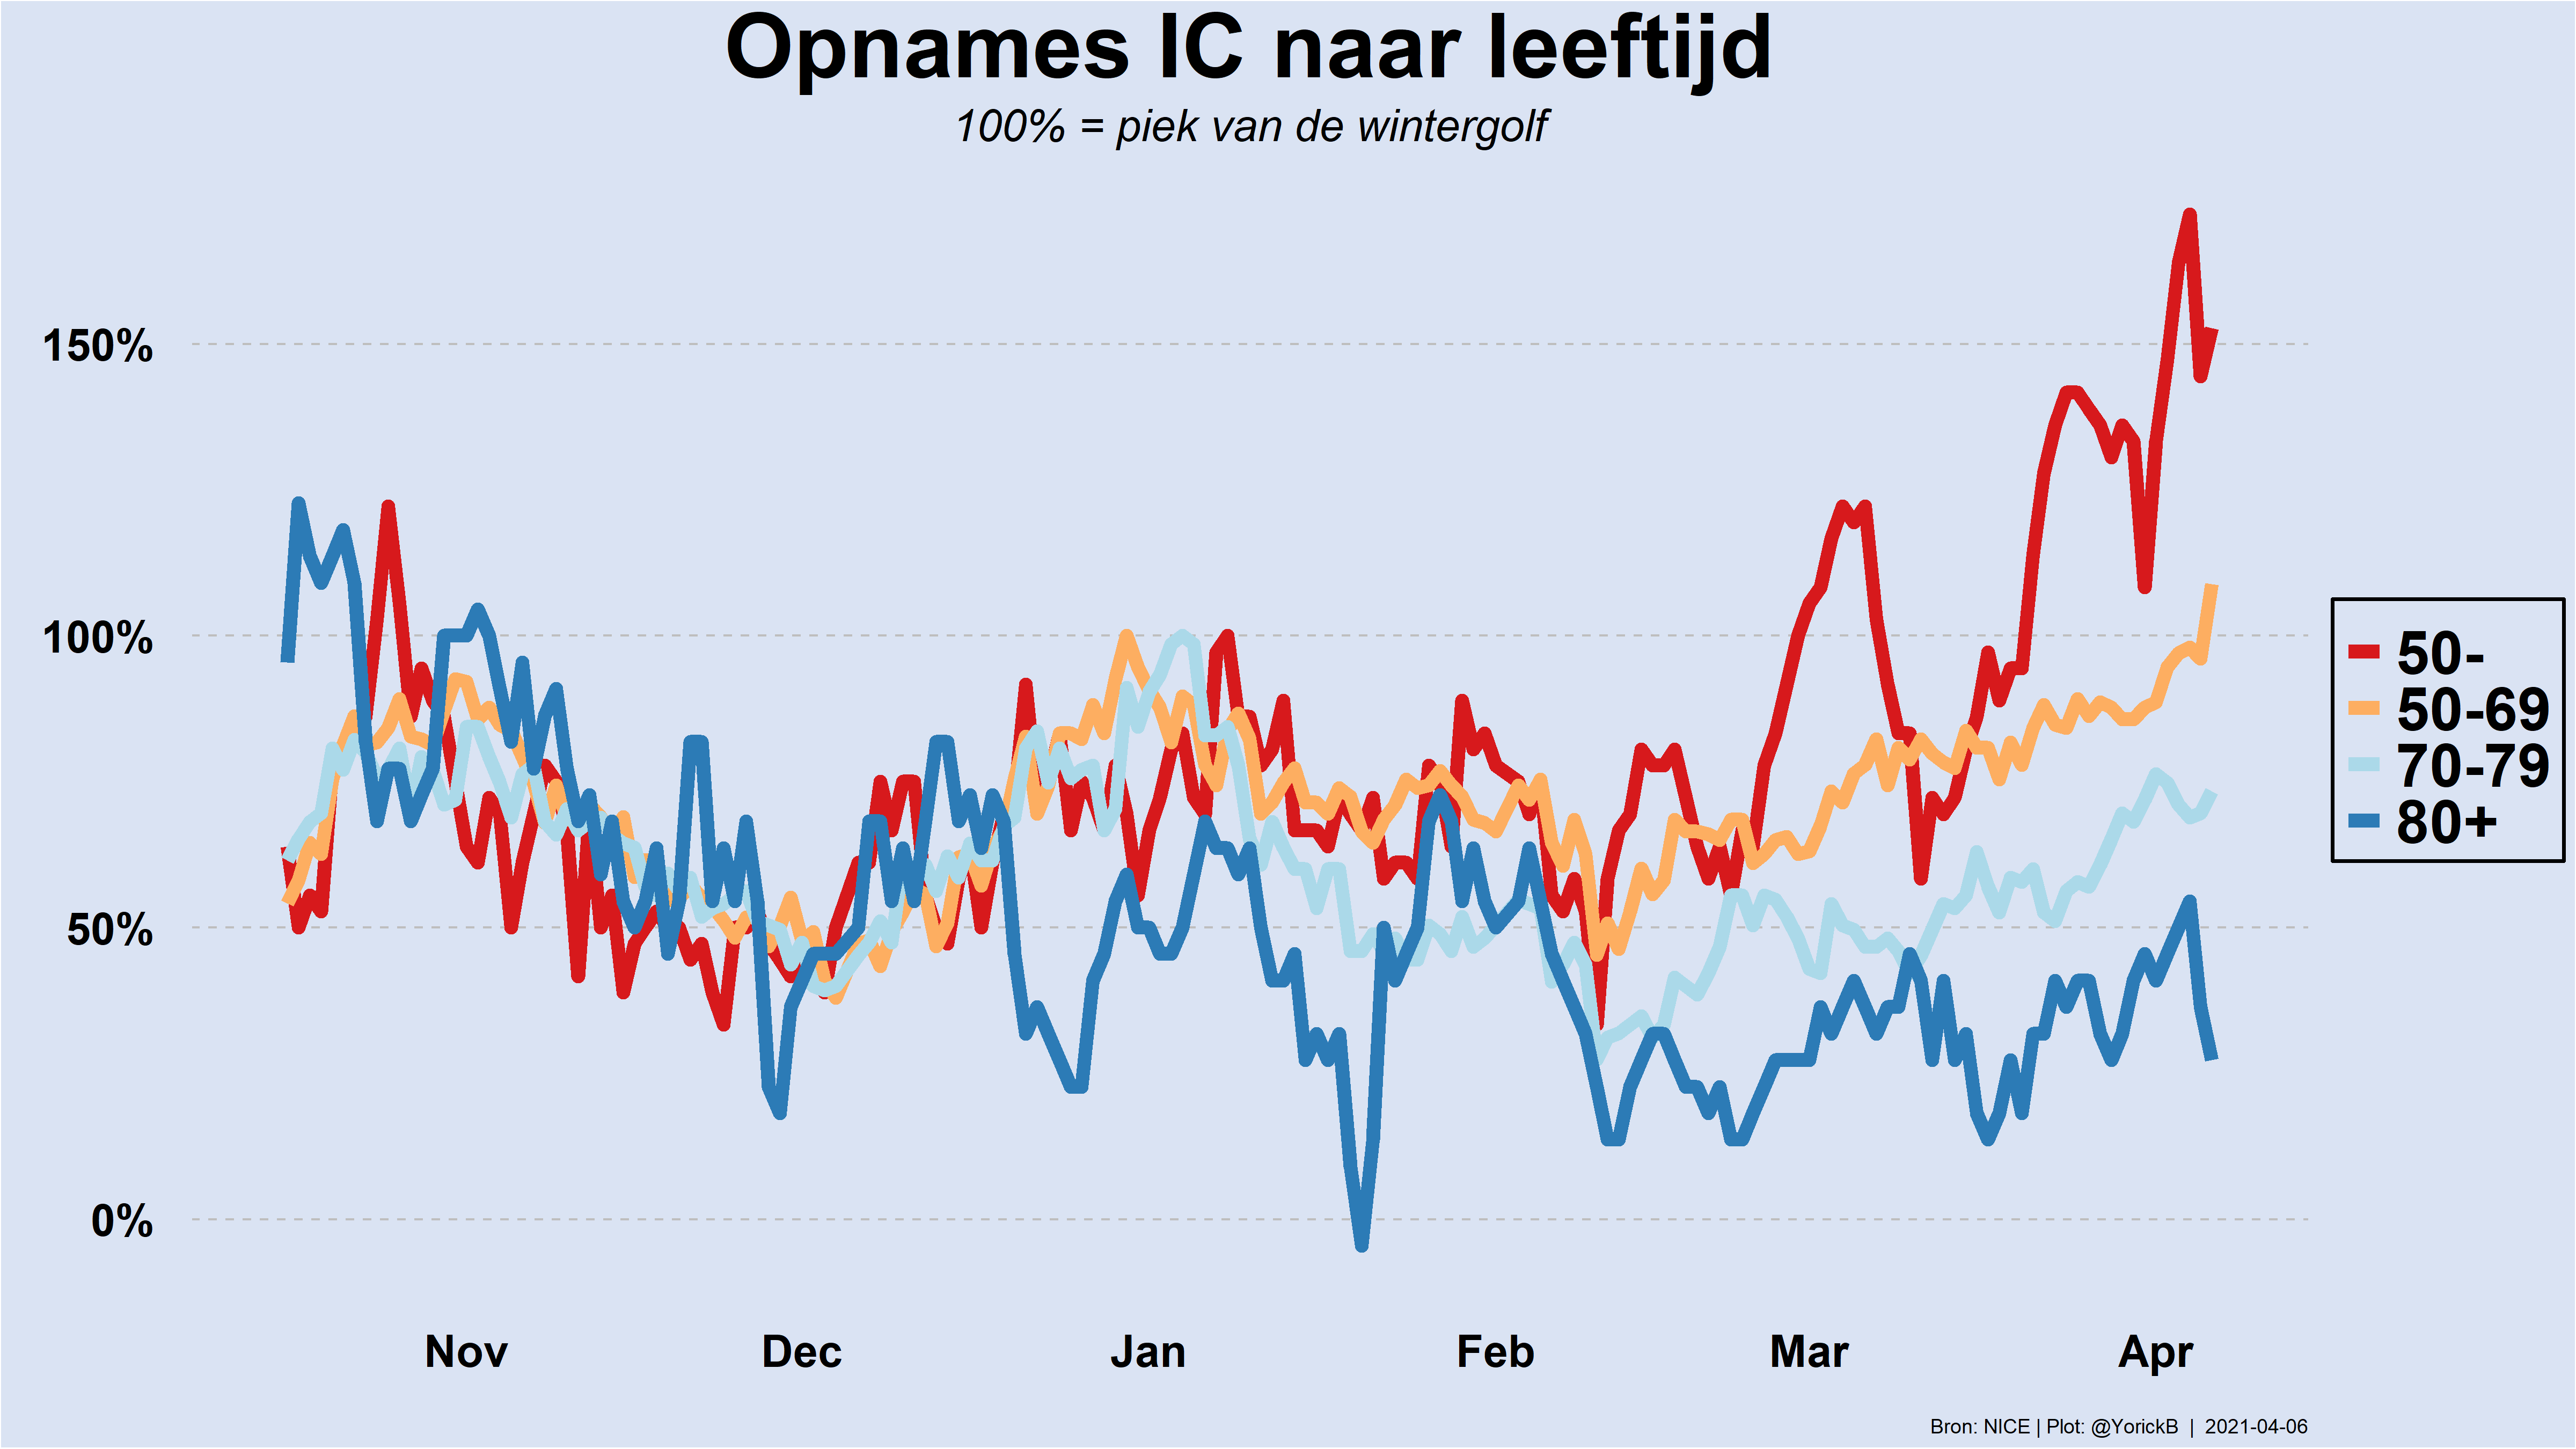 Opnames IC naar leeftijd
100% = piek van de wintergolf
150%
100%
50%
0%
50-
50-69
70-79
80+
Nov Dec Jan Feb Mar Apr
Bron: NICE | Plot: @YorickB | 2021-04-06